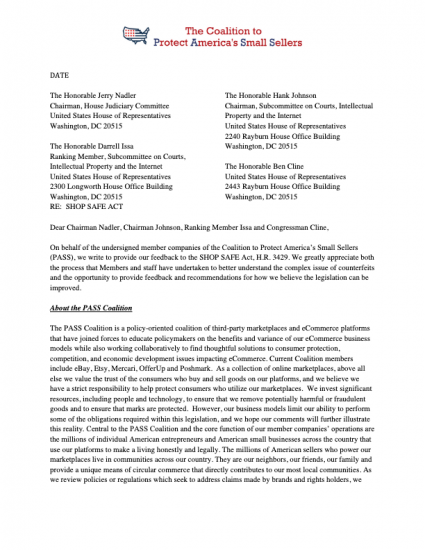 The Coalition to
Protect America's Small Sellers
DATE
The Honorable Jerry Nadler
Chairman, House Judiciary Committee
United States House of Representatives
Washington, DC 20515
The Honorable Darrell Issa
Ranking Member, Subcommittee on Courts,
Intellectual Property and the Internet
United States House of Representatives
2300 Longworth House Office Building
Washington, DC 20515
RE: SHOP SAFE ACT
The Honorable Hank Johnson
Chairman, Subcommittee on Courts, Intellectual
Property and the Internet
United States House of Representatives
2240 Rayburn House Office Building
Washington, DC 20515
The Honorable Ben Cline
United States House of Representatives
2443 Rayburn House Office Building
Washington, DC 20515
Dear Chairman Nadler, Chairman Johnson, Ranking Member Issa and Congressman Cline,
On behalf of the undersigned member companies of the Coalition to Protect America's Small Sellers
(PASS), we write to provide our feedback to the SHOP SAFE Act, H.R. 3429. We greatly appreciate both
the process that Members and staff have undertaken to better understand the complex issue of counterfeits
and the opportunity to provide feedback and recommendations for how we believe the legislation can be
improved.
About the PASS Coalition
The PASS Coalition is a policy-oriented coalition of third-party marketplaces and eCommerce platforms
that have joined forces to educate policymakers on the benefits and variance of our eCommerce business
models while also working collaboratively to find thoughtful solutions to consumer protection,
competition, and economic development issues impacting eCommerce. Current Coalition members
include eBay, Etsy, Mercari, OfferUp and Poshmark. As a collection of online marketplaces, above all
else we value the trust of the consumers who buy and sell goods on our platforms, and we believe we
have a strict responsibility to help protect consumers who utilize our marketplaces. We invest significant
resources, including people and technology, to ensure that we remove potentially harmful or fraudulent
goods and to ensure that marks are protected. However, our business models limit our ability to perform
some of the obligations required within this legislation, and we hope our comments will further illustrate
this reality. Central to the PASS Coalition and the core function of our member companies' operations are
the millions of individual American entrepreneurs and American small businesses across the country that
use our platforms to make a living honestly and legally. The millions of American sellers who power our
marketplaces live in communities across our country. They are our neighbors, our friends, our family and
provide a unique means of circular commerce that directly contributes to our most local communities. As
we review policies or regulations which seek to address claims made by brands and rights holders, we